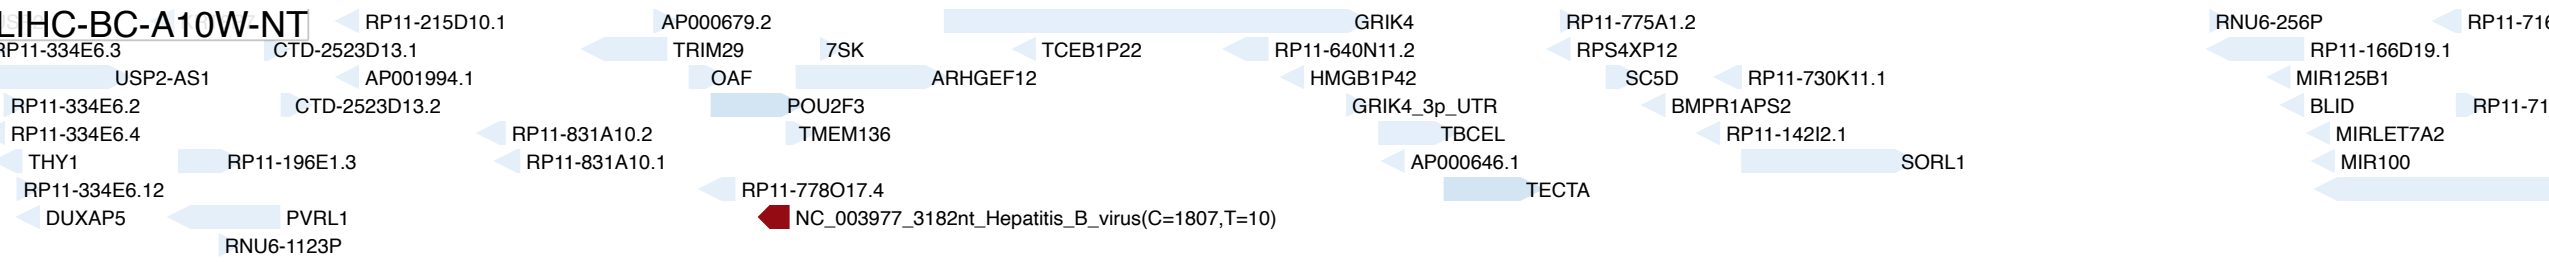 LIHC-BC-A10W-NT
RP11-215D10.1 AP000679.2 GRIK4 RP11-775A1.2 RNU6-256P RP11-716
RP11-334E6.3 CTD-2523D13.1 TRIM29 7SK TCEB1P22 RP11-640N11.2 RPS4XP12 RP11-166D19.1
USP2-AS1 AP001994.1 OAF ARHGEF12 HMGB1P42 SC5D RP11-730K11.1 MIR125B1
RP11-334E6.2 CTD-2523D13.2 POU2F3 GRIK4_3p_UTR BMPR1APS2 BLID RP11-71
RP11-334E6.4 RP11-831A10.2 TMEM136 TBCEL RP11-142I2.1 MIRLET7A2
THY1 RP11-196E1.3 RP11-831A10.1 AP000646.1 SORL1 MIR100
RP11-334E6.12 RP11-778O17.4 TECTA
DUXAP5 PVRL1 NC_003977_3182nt_Hepatitis_B_virus(C=1807,T=10)
RNU6-1123P